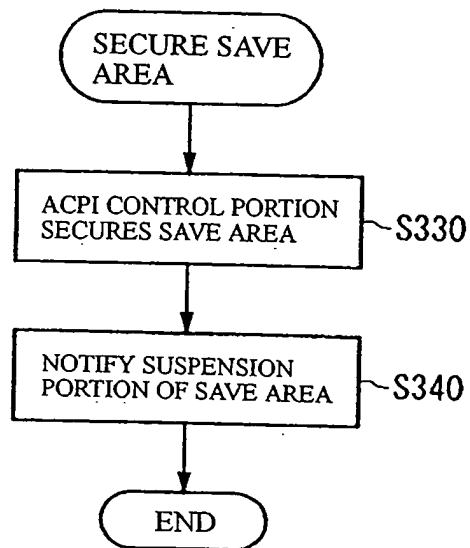 SECURE SAVE
AREA
ACPI CONTROL PORTION
SECURES SAVE AREA
S330
NOTIFY SUSPENSION
PORTION OF SAVE AREA
S340
END